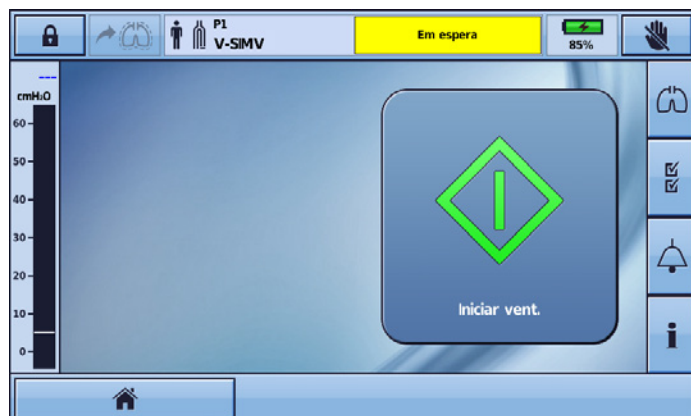 P1
V-SIMV
Em espera
85%
---
cmH₂O
60
50
40
30
20
10
0
Iniciar vent.
i